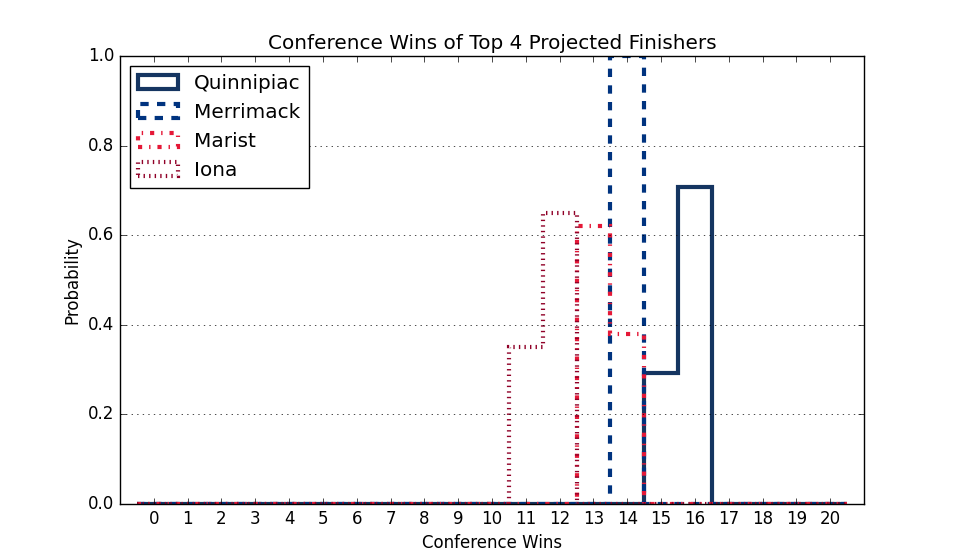 Conference Wins of Top 4 Projected Finishers
1.0
0.8
0.6
0.4
0.2
0.0
Probability
Quinnipiac
Merrimack
Marist
Iona
0 1 2 3 4 5 6 7 8 9 10 11 12 13 14 15 16 17 18 19 20
Conference Wins